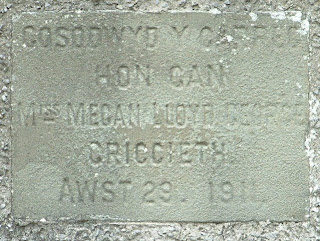 GOSODWYD Y GARREG
HON GAN
MISS MEGAN LLOYD GEORGE
CRICCIETH
AWST 29. 1911.